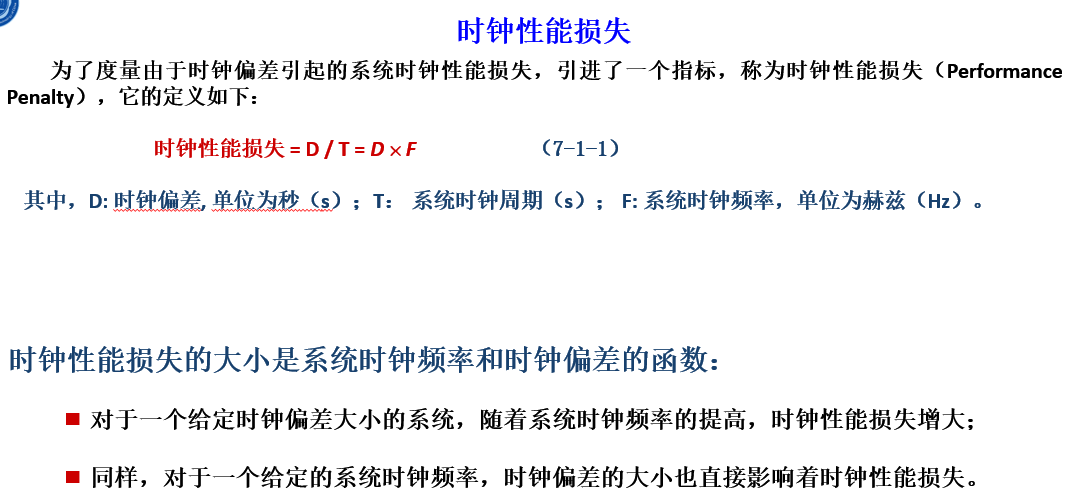 时钟性能损失
为了度量由于时钟偏差引起的系统时钟性能损失，引进了一个指标，称为时钟性能损失（Performance
Penalty），它的定义如下：
时钟性能损失 = D / T = D × F （7-1-1）
其中，D: 时钟偏差, 单位为秒（s）；T： 系统时钟周期（s）； F: 系统时钟频率，单位为赫兹（Hz）。
时钟性能损失的大小是系统时钟频率和时钟偏差的函数：
■ 对于一个给定时钟偏差大小的系统，随着系统时钟频率的提高，时钟性能损失增大；
■ 同样，对于一个给定的系统时钟频率，时钟偏差的大小也直接影响着时钟性能损失。